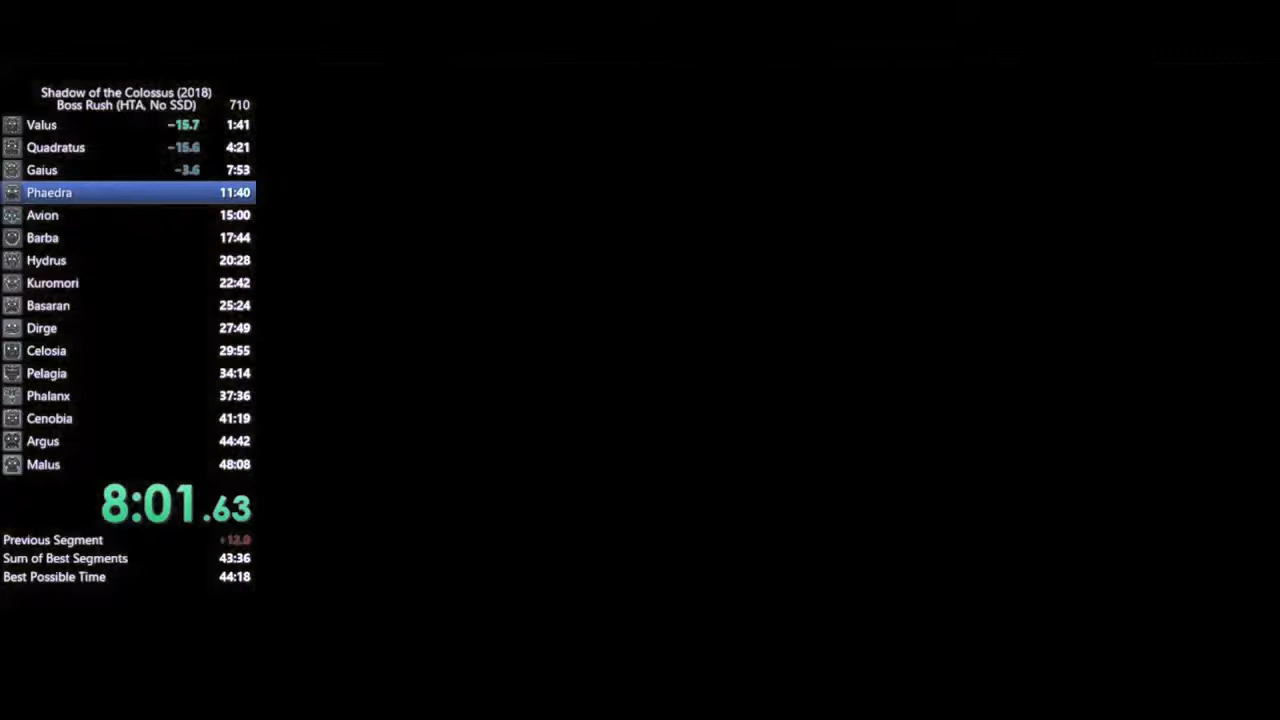 Shadow of the Colossus (2018)
Boss Rush (HTA, No SSD) 710
Valus −15.7 1:41
Quadratus −15.6 4:21
Gaius −3.6 7:53
Phaedra 11:40
Avion 15:00
Barba 17:44
Hydrus 20:28
Kuromori 22:42
Basaran 25:24
Dirge 27:49
Celosia 29:55
Pelagia 34:14
Phalanx 37:36
Cenobia 41:19
Argus 44:42
Malus 48:08
8:01.63
Previous Segment +12.0
Sum of Best Segments 43:36
Best Possible Time 44:18